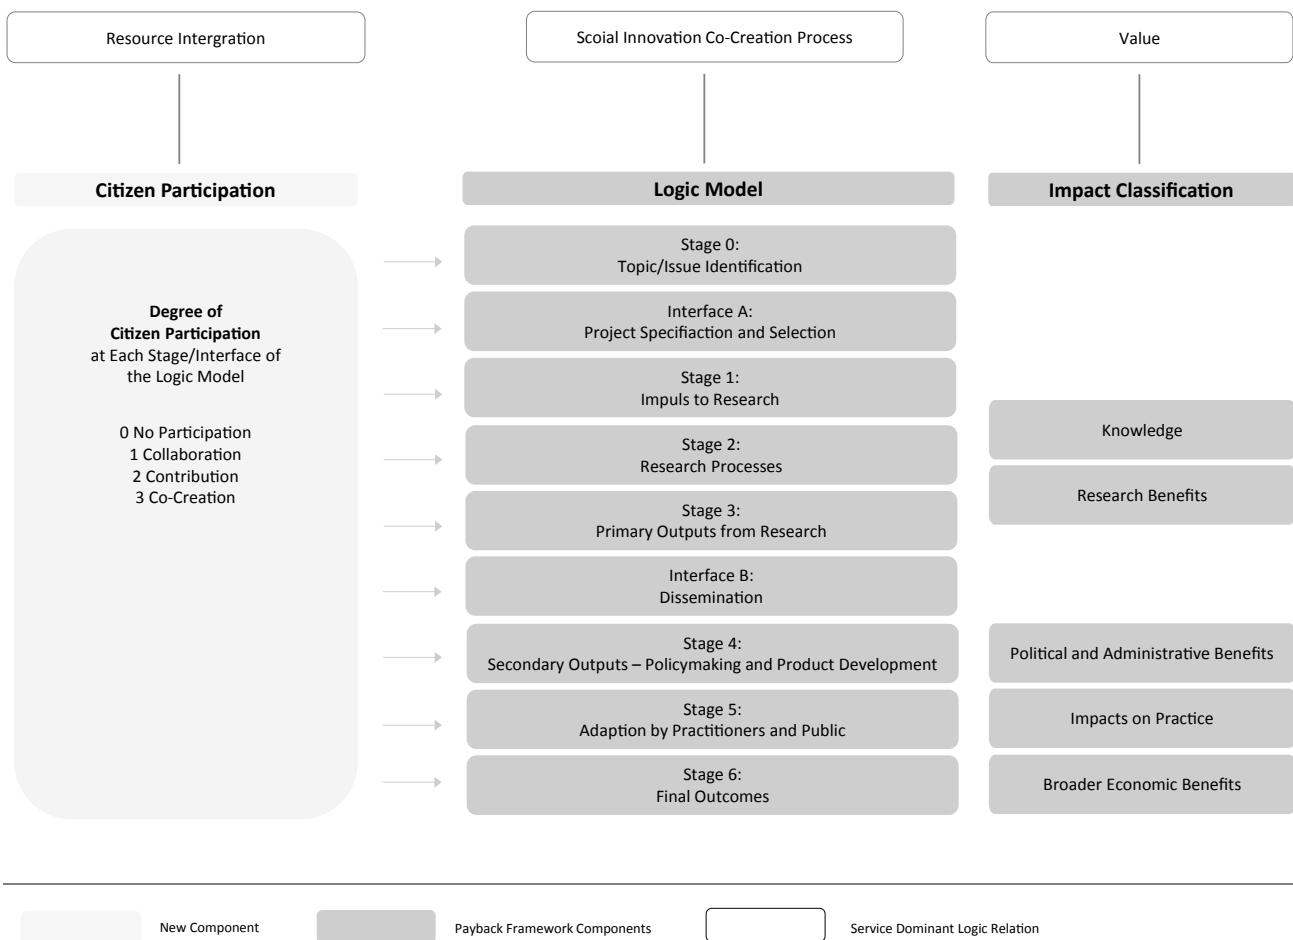 Resource Intergration
Scoial Innovation Co-Creation Process
Value
Citizen Participation
Logic Model
Impact Classification
Degree of
Citizen Participation
at Each Stage/Interface of
the Logic Model
0 No Participation
1 Collaboration
2 Contribution
3 Co-Creation
Stage 0:
Topic/Issue Identification
Interface A:
Project Specifiaction and Selection
Stage 1:
Impuls to Research
Stage 2:
Research Processes
Stage 3:
Primary Outputs from Research
Interface B:
Dissemination
Stage 4:
Secondary Outputs – Policymaking and Product Development
Stage 5:
Adaption by Practitioners and Public
Stage 6:
Final Outcomes
Knowledge
Research Benefits
Political and Administrative Benefits
Impacts on Practice
Broader Economic Benefits
New Component
Payback Framework Components
Service Dominant Logic Relation